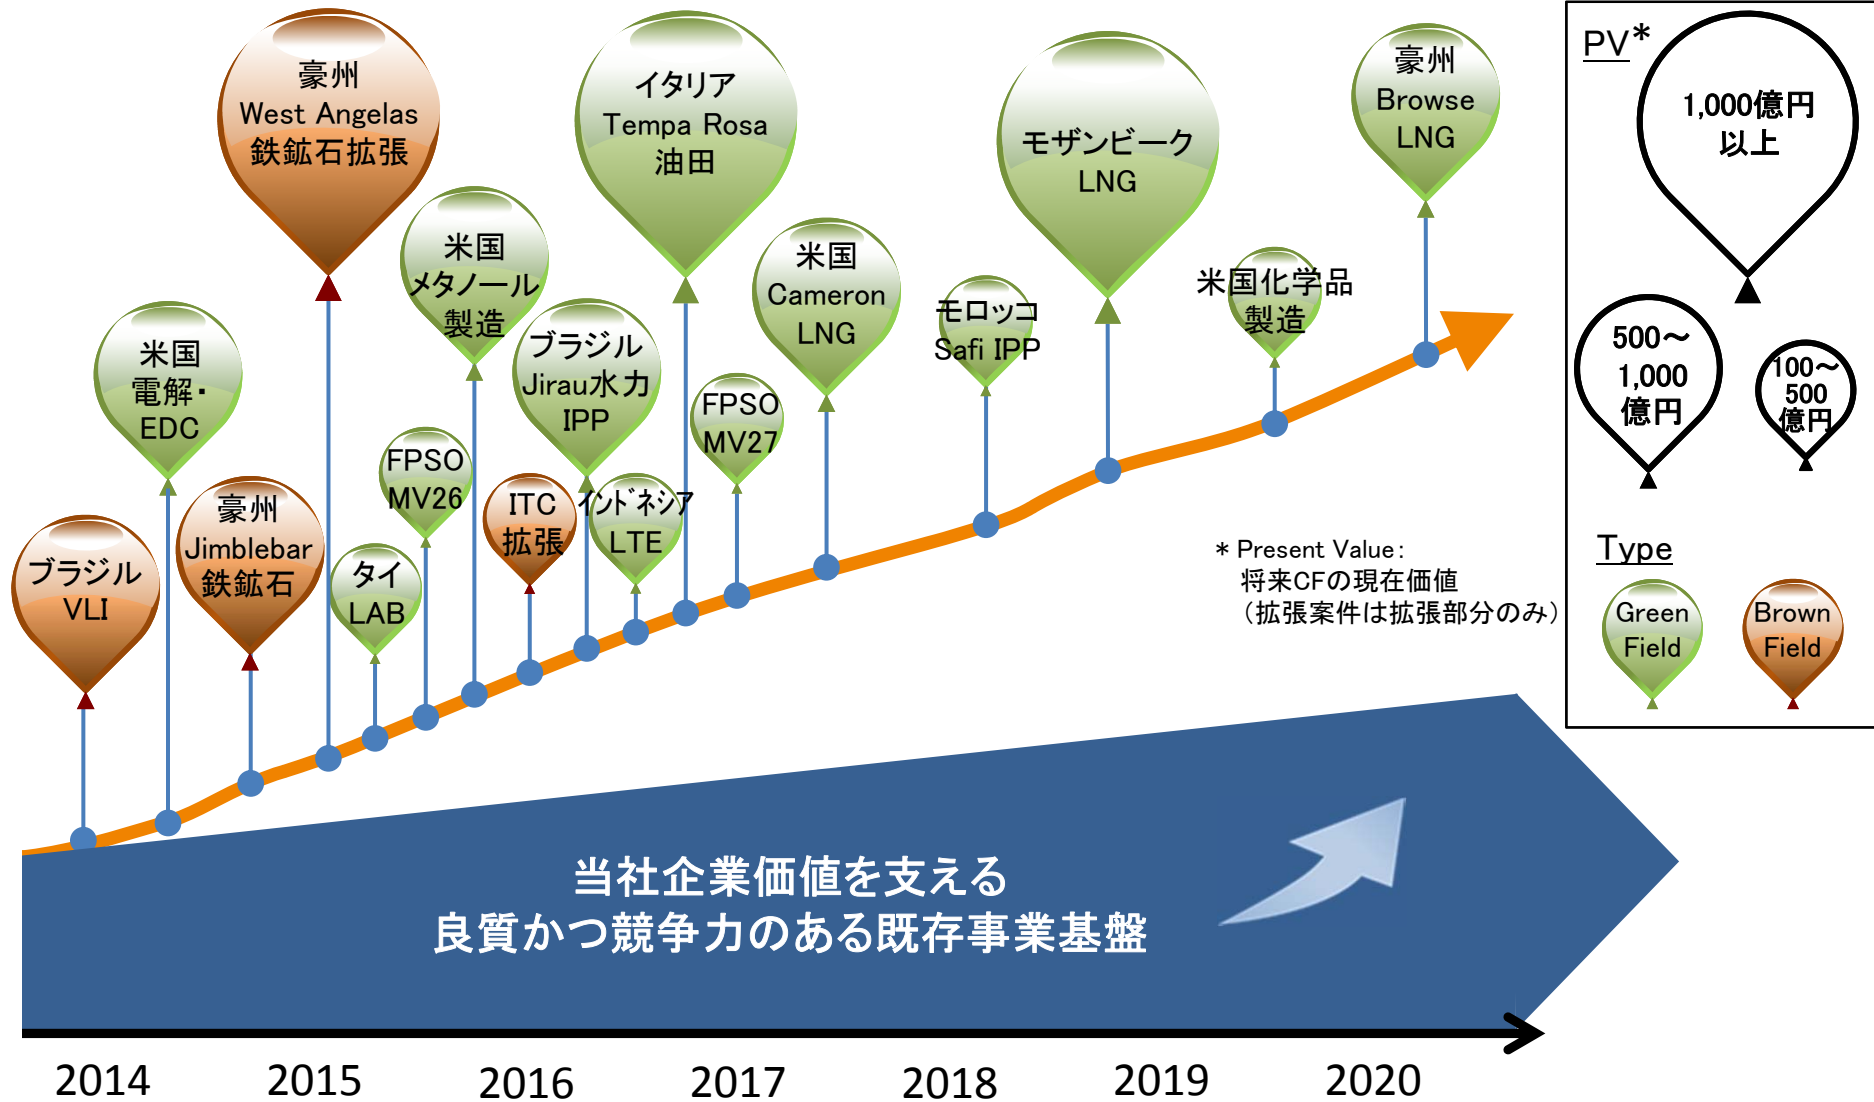 ブラジル
VLI
米国
電解・
EDC
豪州
Jimblebar
鉄鉱石
豪州
West Angelas
鉄鉱石拡張
タイ
LAB
FPSO
MV26
米国
メタノール
製造
ITC
拡張
ブラジル
Jirau水力
IPP
インドネシア
LTE
イタリア
Tempa Rosa
油田
FPSO
MV27
米国
Cameron
LNG
モロッコ
Safi IPP
モザンビーク
LNG
米国化学品
製造
豪州
Browse
LNG
PV*
1,000億円
以上
500～
1,000
億円
100～
500
億円
Type
Green
Field
Brown
Field
* Present Value：
将来CFの現在価値
（拡張案件は拡張部分のみ）
当社企業価値を支える
良質かつ競争力のある既存事業基盤
2014 2015 2016 2017 2018 2019 2020